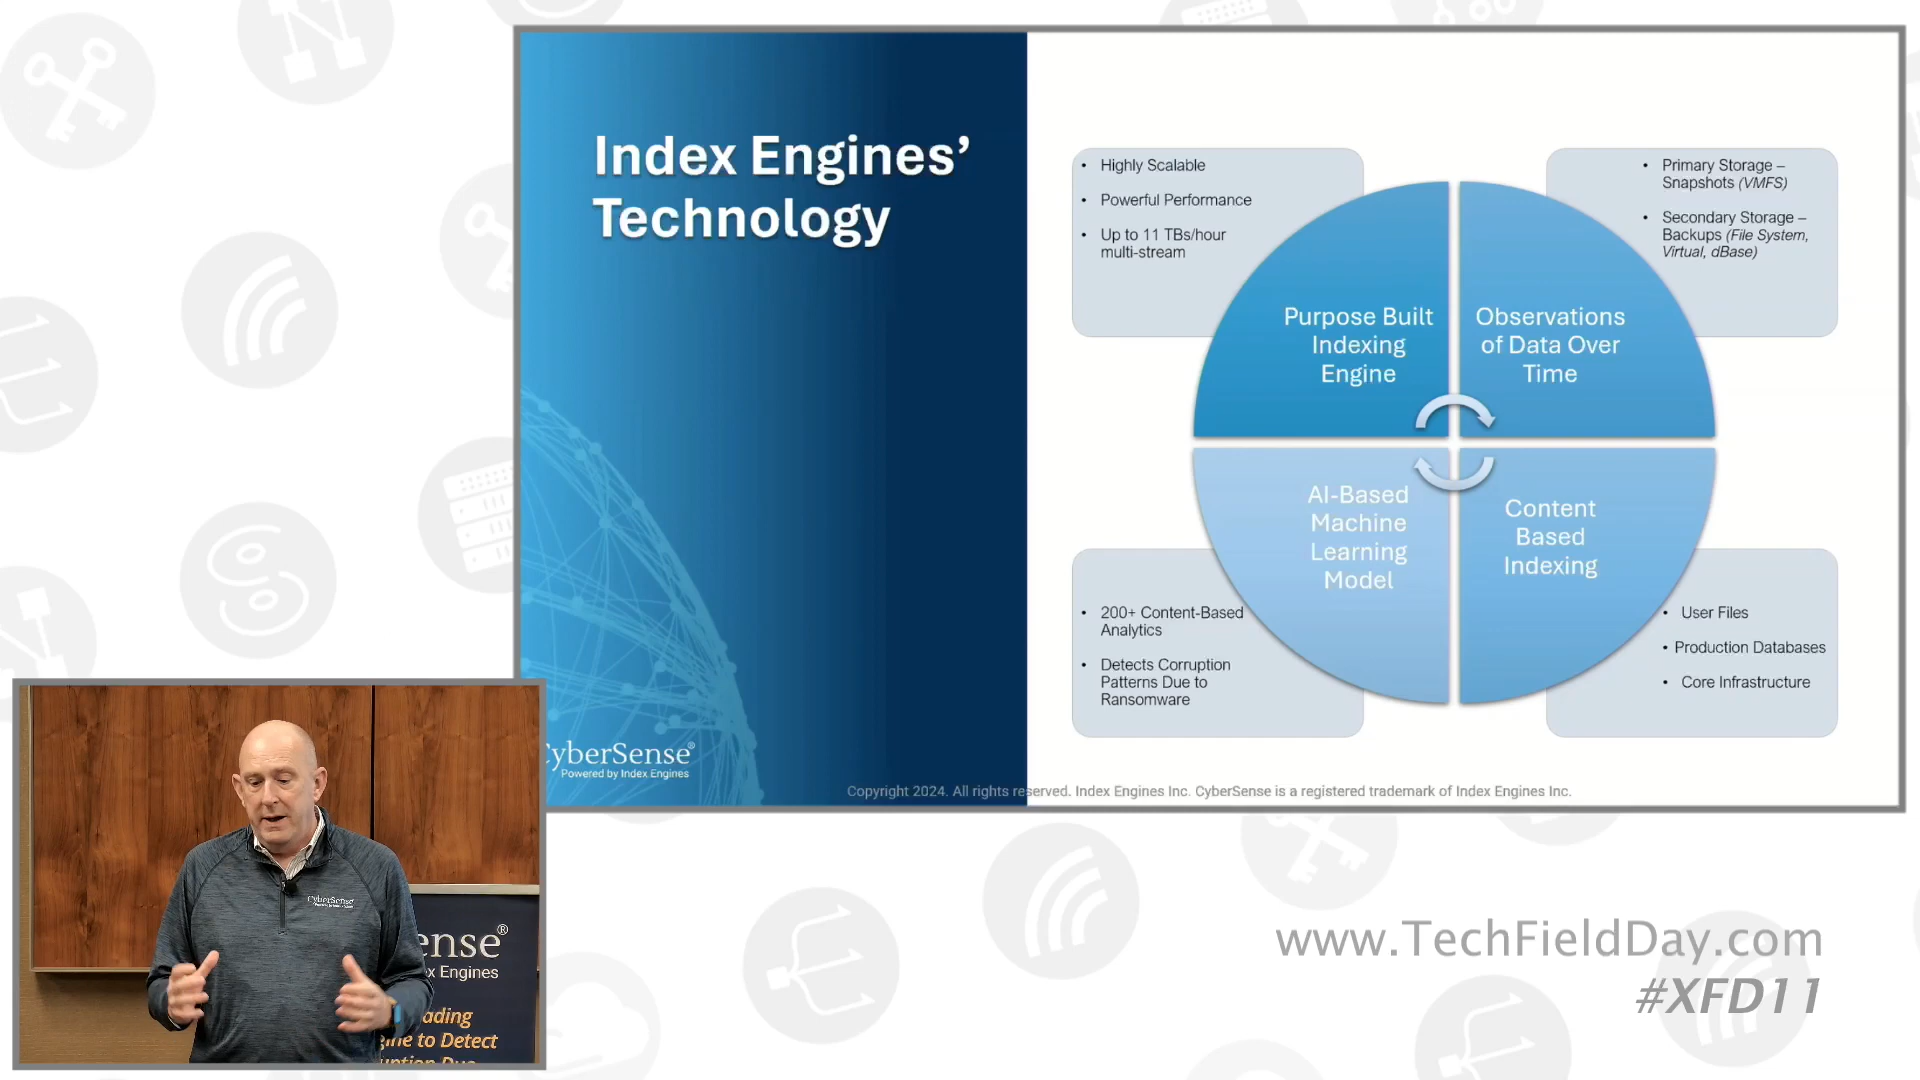 Index Engines’
Technology
• Highly Scalable
• Powerful Performance
• Up to 11 TBs/hour
multi-stream
• Primary Storage –
Snapshots (VMFS)
• Secondary Storage –
Backups (File System,
Virtual, dBase)
Purpose Built
Indexing
Engine
Observations
of Data Over
Time
AI-Based
Machine
Learning
Model
Content
Based
Indexing
• 200+ Content-Based
Analytics
• Detects Corruption
Patterns Due to
Ransomware
• User Files
• Production Databases
• Core Infrastructure
CyberSense®
Powered by Index Engines
Copyright 2024. All rights reserved. Index Engines Inc. CyberSense is a registered trademark of Index Engines Inc.
CyberSense
ense®
ex Engines
ading
gine to Detect
www.TechFieldDay.com
#XFD11